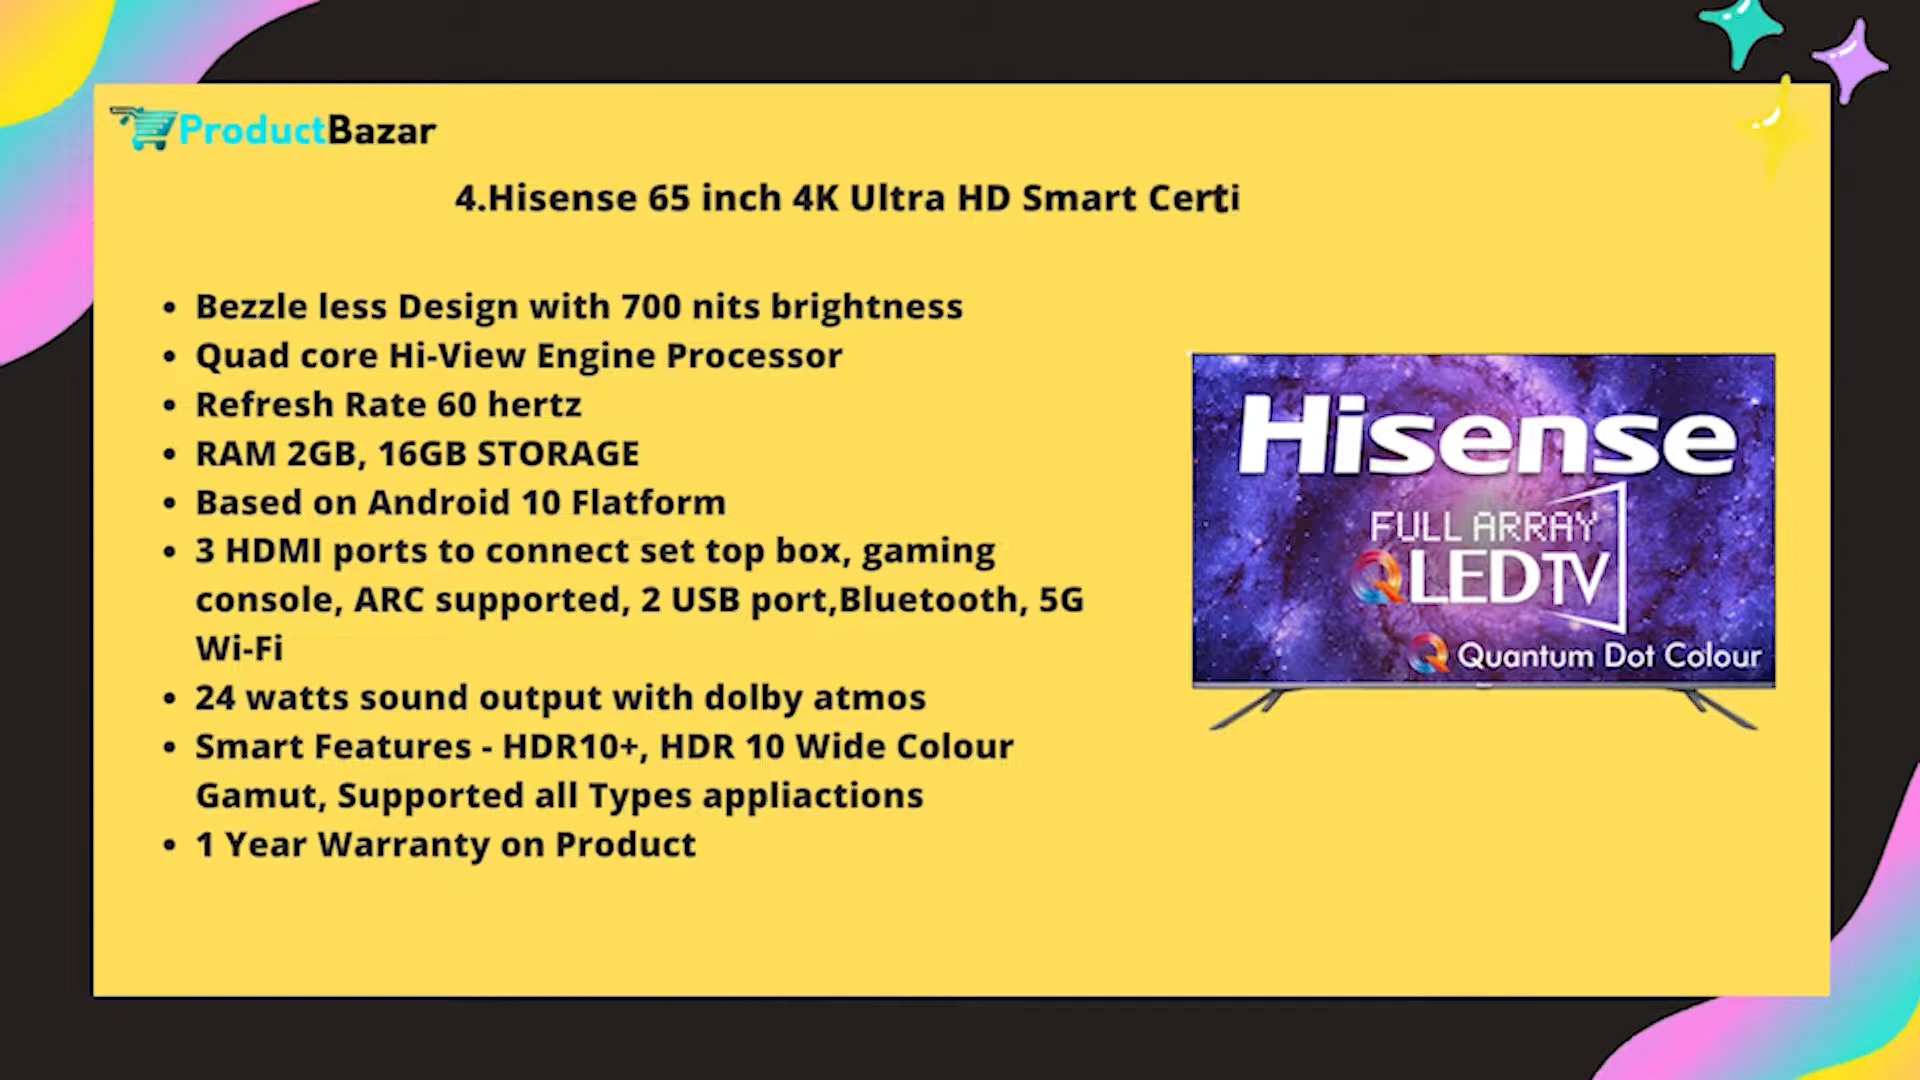 ProductBazar
4.Hisense 65 inch 4K Ultra HD Smart Certi
• Bezzle less Design with 700 nits brightness
• Quad core Hi-View Engine Processor
• Refresh Rate 60 hertz
• RAM 2GB, 16GB STORAGE
• Based on Android 10 Flatform
• 3 HDMI ports to connect set top box, gaming
console, ARC supported, 2 USB port,Bluetooth, 5G
Wi-Fi
• 24 watts sound output with dolby atmos
• Smart Features - HDR10+, HDR 10 Wide Colour
Gamut, Supported all Types appliactions
• 1 Year Warranty on Product
Hisense
FULL ARRAY
QLED TV
Quantum Dot Colour